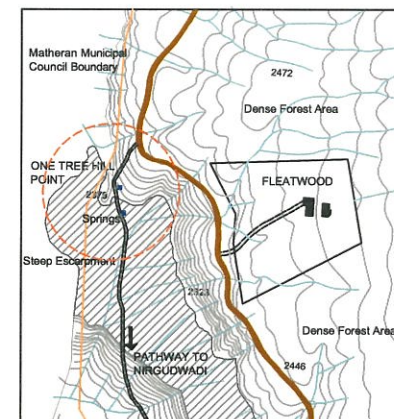 Matheran Municipal
Council Boundary
2472
Dense Forest Area
ONE TREE HILL
POINT
2375
FLEATWOOD
Springs
Steep Escarpment
2323
Dense Forest Area
PATHWAY TO
NIRGUDWADI
2446